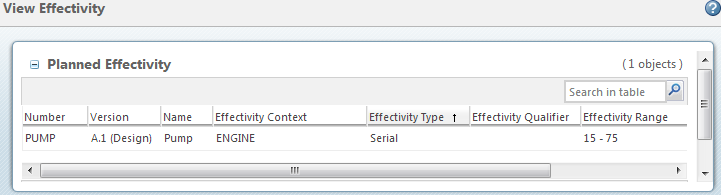 View Effectivity
Planned Effectivity
( 1 objects )
Search in table
Number Version Name Effectivity Context Effectivity Type ↑ Effectivity Qualifier Effectivity Range
PUMP A.1 (Design) Pump ENGINE Serial 15 - 75